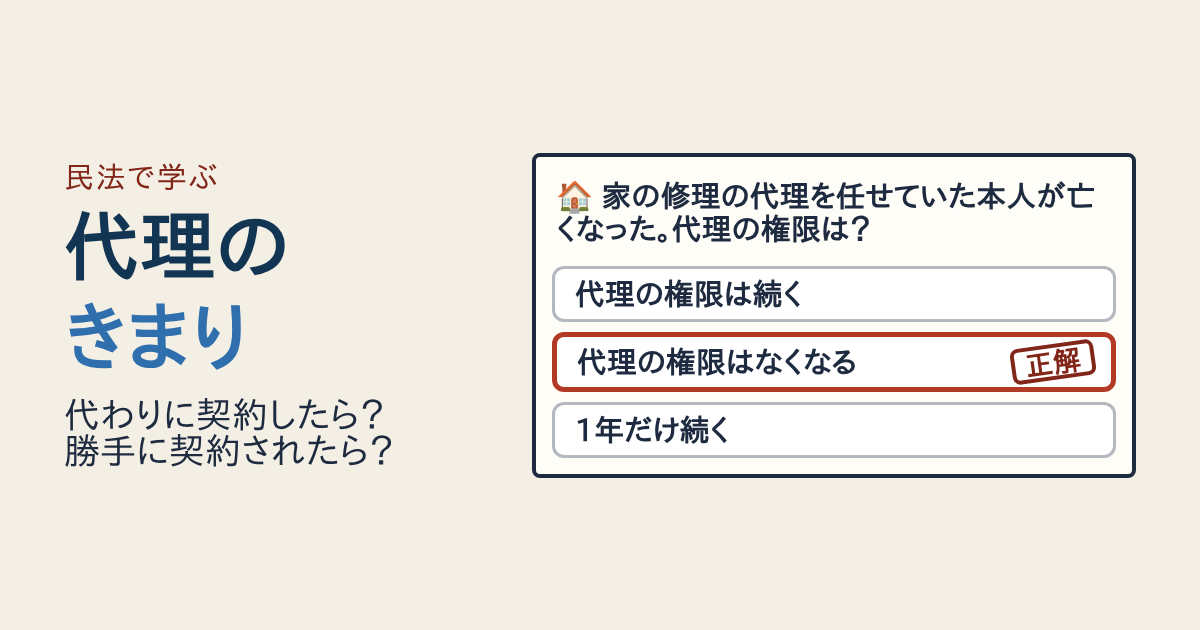 民法で学ぶ
代理の
きまり
代わりに契約したら?
勝手に契約されたら?
🏠 家の修理の代理を任せていた本人が亡
くなった。代理の権限は?
代理の権限は続く
代理の権限はなくなる
正解
1年だけ続く